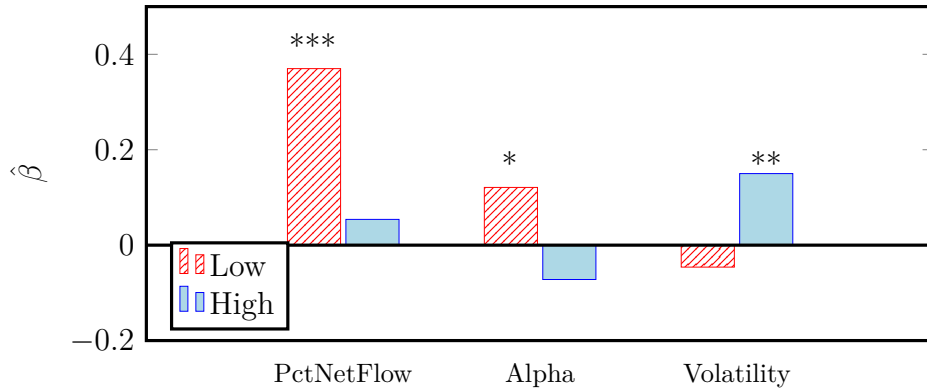 0.4
0.2
0
−0.2
β̂
***
*
**
Low
High
PctNetFlow
Alpha
Volatility